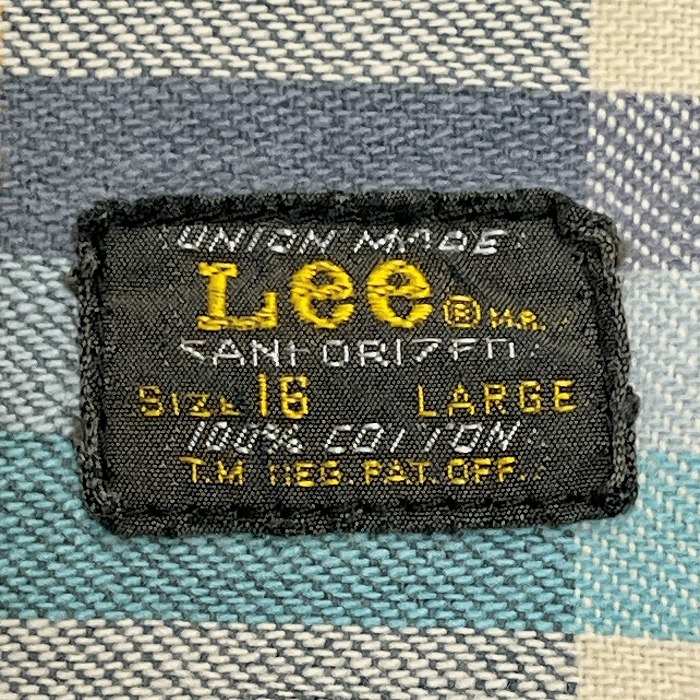 UNION MADE
Lee ® M.R.
SANFORIZED
SIZE 16 LARGE
100% COTTON
T.M REG. PAT. OFF.